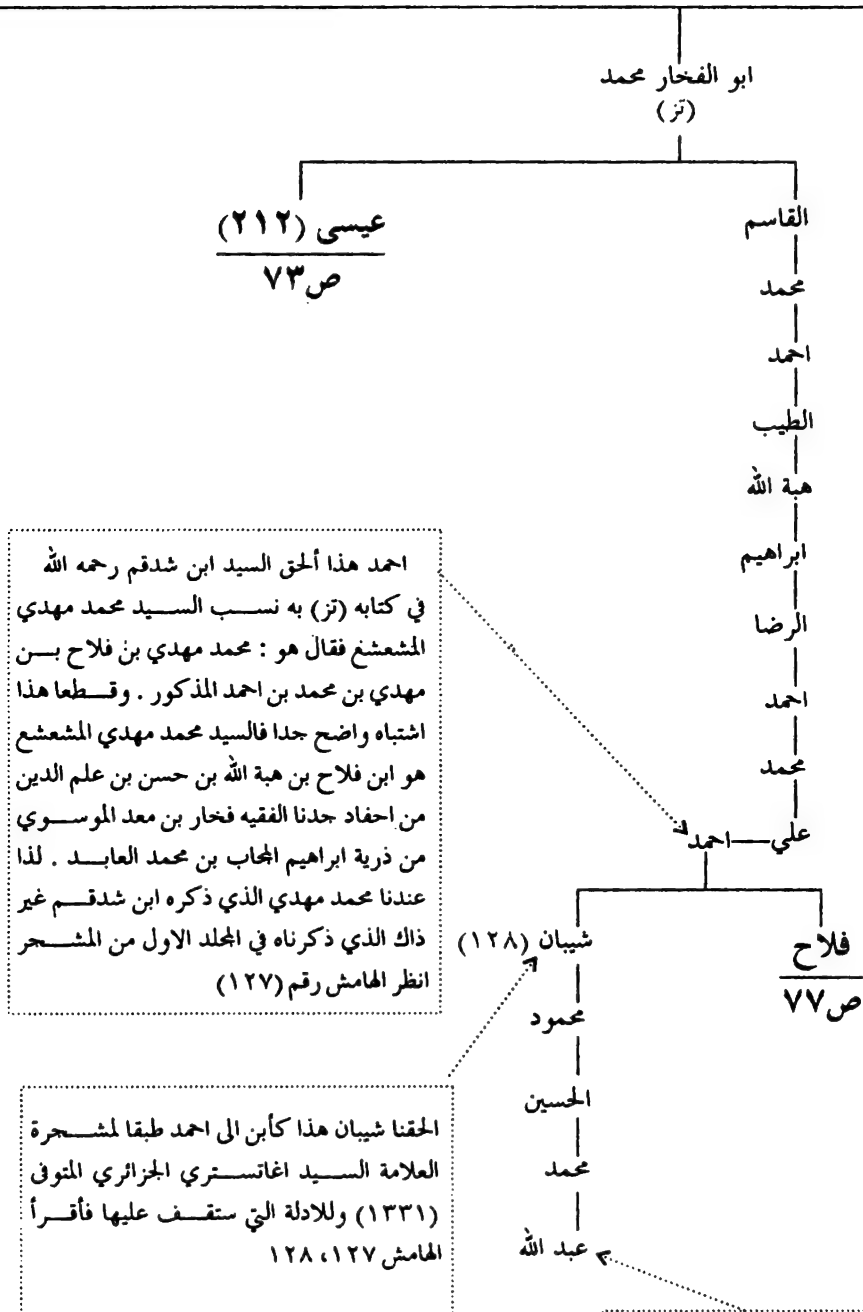 ابو الفخار محمد
(تز)
القاسم
عيسى (٢١٢)
ص٧٣
محمد
احمد
الطيب
هبة الله
ابراهيم
الرضا
احمد
محمد
علي احمد
احمد هذا ألحق السيد ابن شدقم رحمه الله
في كتابه (تز) به نسب السيد محمد مهدي
المشعشغ فقال هو : محمد مهدي بن فلاح بن
مهدي بن محمد بن احمد المذكور . وقطعا هذا
اشتباه واضح جدا فالسيد محمد مهدي المشعشع
هو ابن فلاح بن هبة الله بن حسن بن علم الدين
من احفاد جدنا الفقيه فخار بن معد الموسوي
من ذرية ابراهيم المجاب بن محمد العابد . لذا
عندنا محمد مهدي الذي ذكره ابن شدقم غير
ذاك الذي ذكرناه في المجلد الاول من المشجر
انظر الهامش رقم (١٢٧)
فلاح
ص٧٧
شيبان (١٢٨)
محمود
الحسين
محمد
عبد الله
الحقنا شيبان هذا كأبن الى احمد طبقا لمشجرة
العلامة السيد اغاتستري الجزائري المتوفى
(١٣٣١) وللادلة التي ستقف عليها فأقرأ
الهامش ١٢٧، ١٢٨